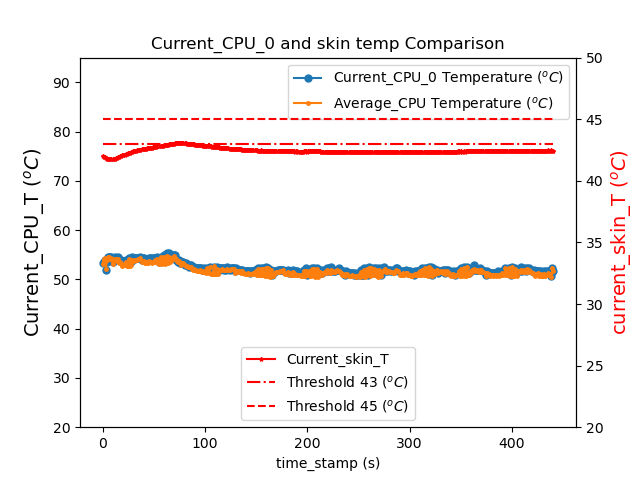 Current_CPU_0 and skin temp Comparison
Current_CPU_0 Temperature (°C)
Average_CPU Temperature (°C)
90
80
70
60
50
40
30
20
Current_CPU_T (°C)
50
45
40
35
30
25
20
current_skin_T (°C)
Current_skin_T
Threshold 43 (°C)
Threshold 45 (°C)
0 100 200 300 400
time_stamp (s)